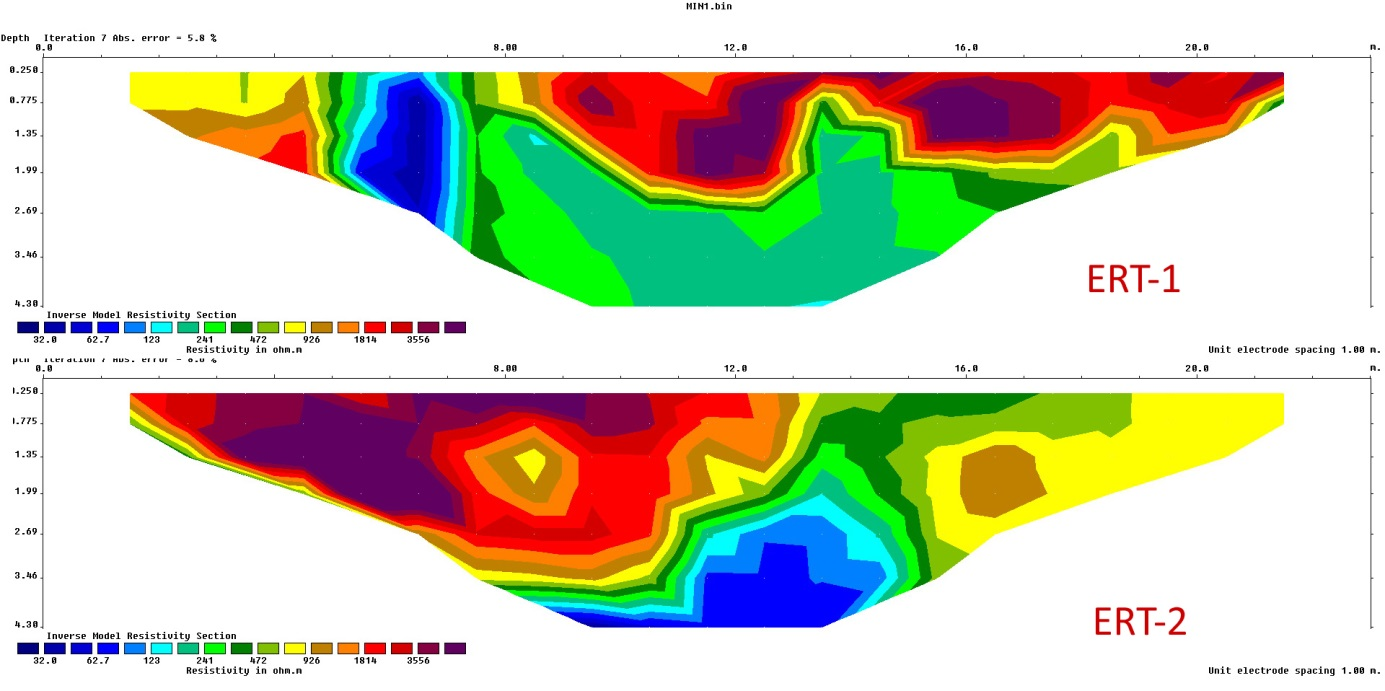 MIN1.bin
Depth Iteration 7 Abs. error = 5.8 %
0.0 8.00 12.0 16.0 20.0 m.
0.250
0.775
1.35
1.99
2.69
3.46
4.30
ERT-1
Inverse Model Resistivity Section
32.0 62.7 123 241 472 926 1814 3556
Resistivity in ohm.m
Unit electrode spacing 1.00 m.
Iteration 7 Abs. error =
0.0 8.00 12.0 16.0 20.0 m.
.250
.775
1.35
1.99
2.69
3.46
4.30
ERT-2
Inverse Model Resistivity Section
32.0 62.7 123 241 472 926 1814 3556
Resistivity in ohm.m
Unit electrode spacing 1.00 m.